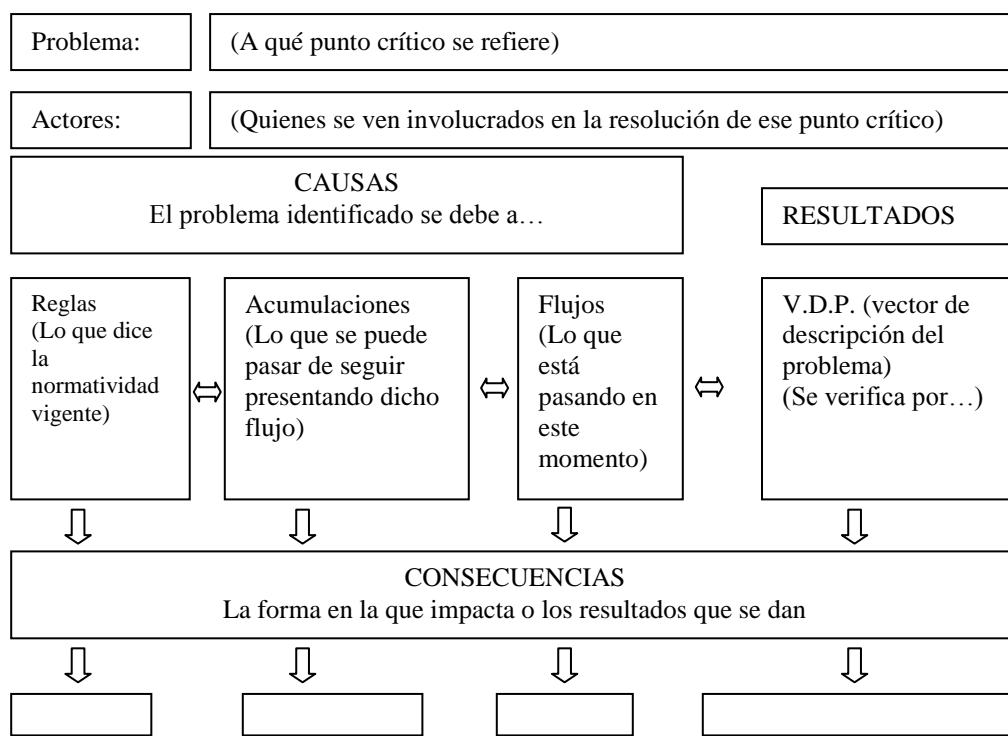 Problema:
(A qué punto crítico se refiere)
Actores:
(Quienes se ven involucrados en la resolución de ese punto crítico)
CAUSAS
El problema identificado se debe a…
RESULTADOS
Reglas
(Lo que dice
la
normatividad
vigente)
Acumulaciones
(Lo que se puede
pasar de seguir
presentando dicho
flujo)
Flujos
(Lo que
está
pasando en
este
momento)
V.D.P. (vector de
descripción del
problema)
(Se verifica por…)
CONSECUENCIAS
La forma en la que impacta o los resultados que se dan